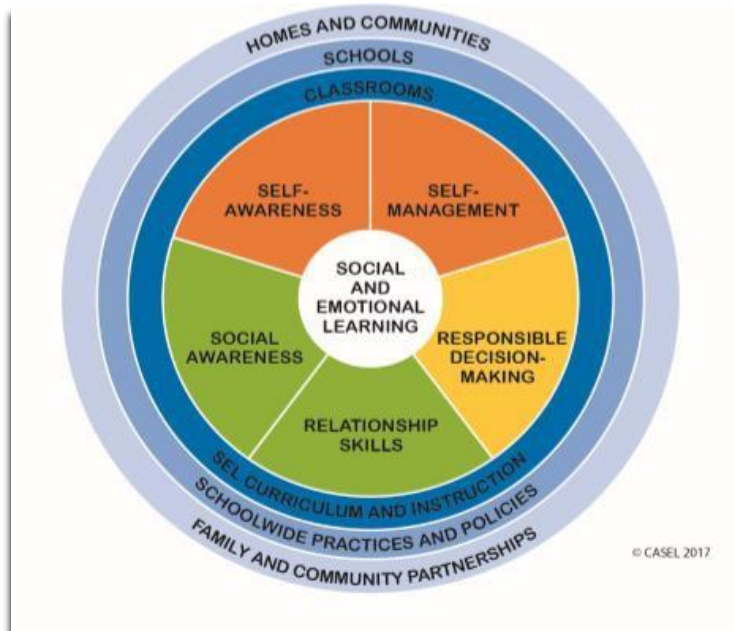 HOMES AND COMMUNITIES
SCHOOLS
CLASSROOMS
SELF-
AWARENESS
SELF-
MANAGEMENT
SOCIAL
AND
EMOTIONAL
LEARNING
SOCIAL
AWARENESS
RESPONSIBLE
DECISION-
MAKING
RELATIONSHIP
SKILLS
SEL CURRICULUM AND INSTRUCTION
SCHOOLWIDE PRACTICES AND POLICIES
FAMILY AND COMMUNITY PARTNERSHIPS
© CASEL 2017